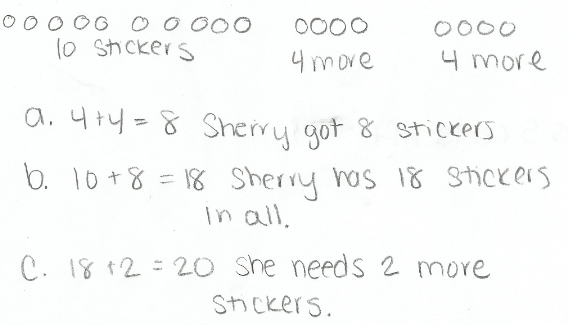 10 stickers 4 more 4 more
a. 4+4 = 8 Sherry got 8 stickers
b. 10 + 8 = 18 Sherry has 18 stickers
in all.
C. 18 +2 = 20 She needs 2 more
stickers.